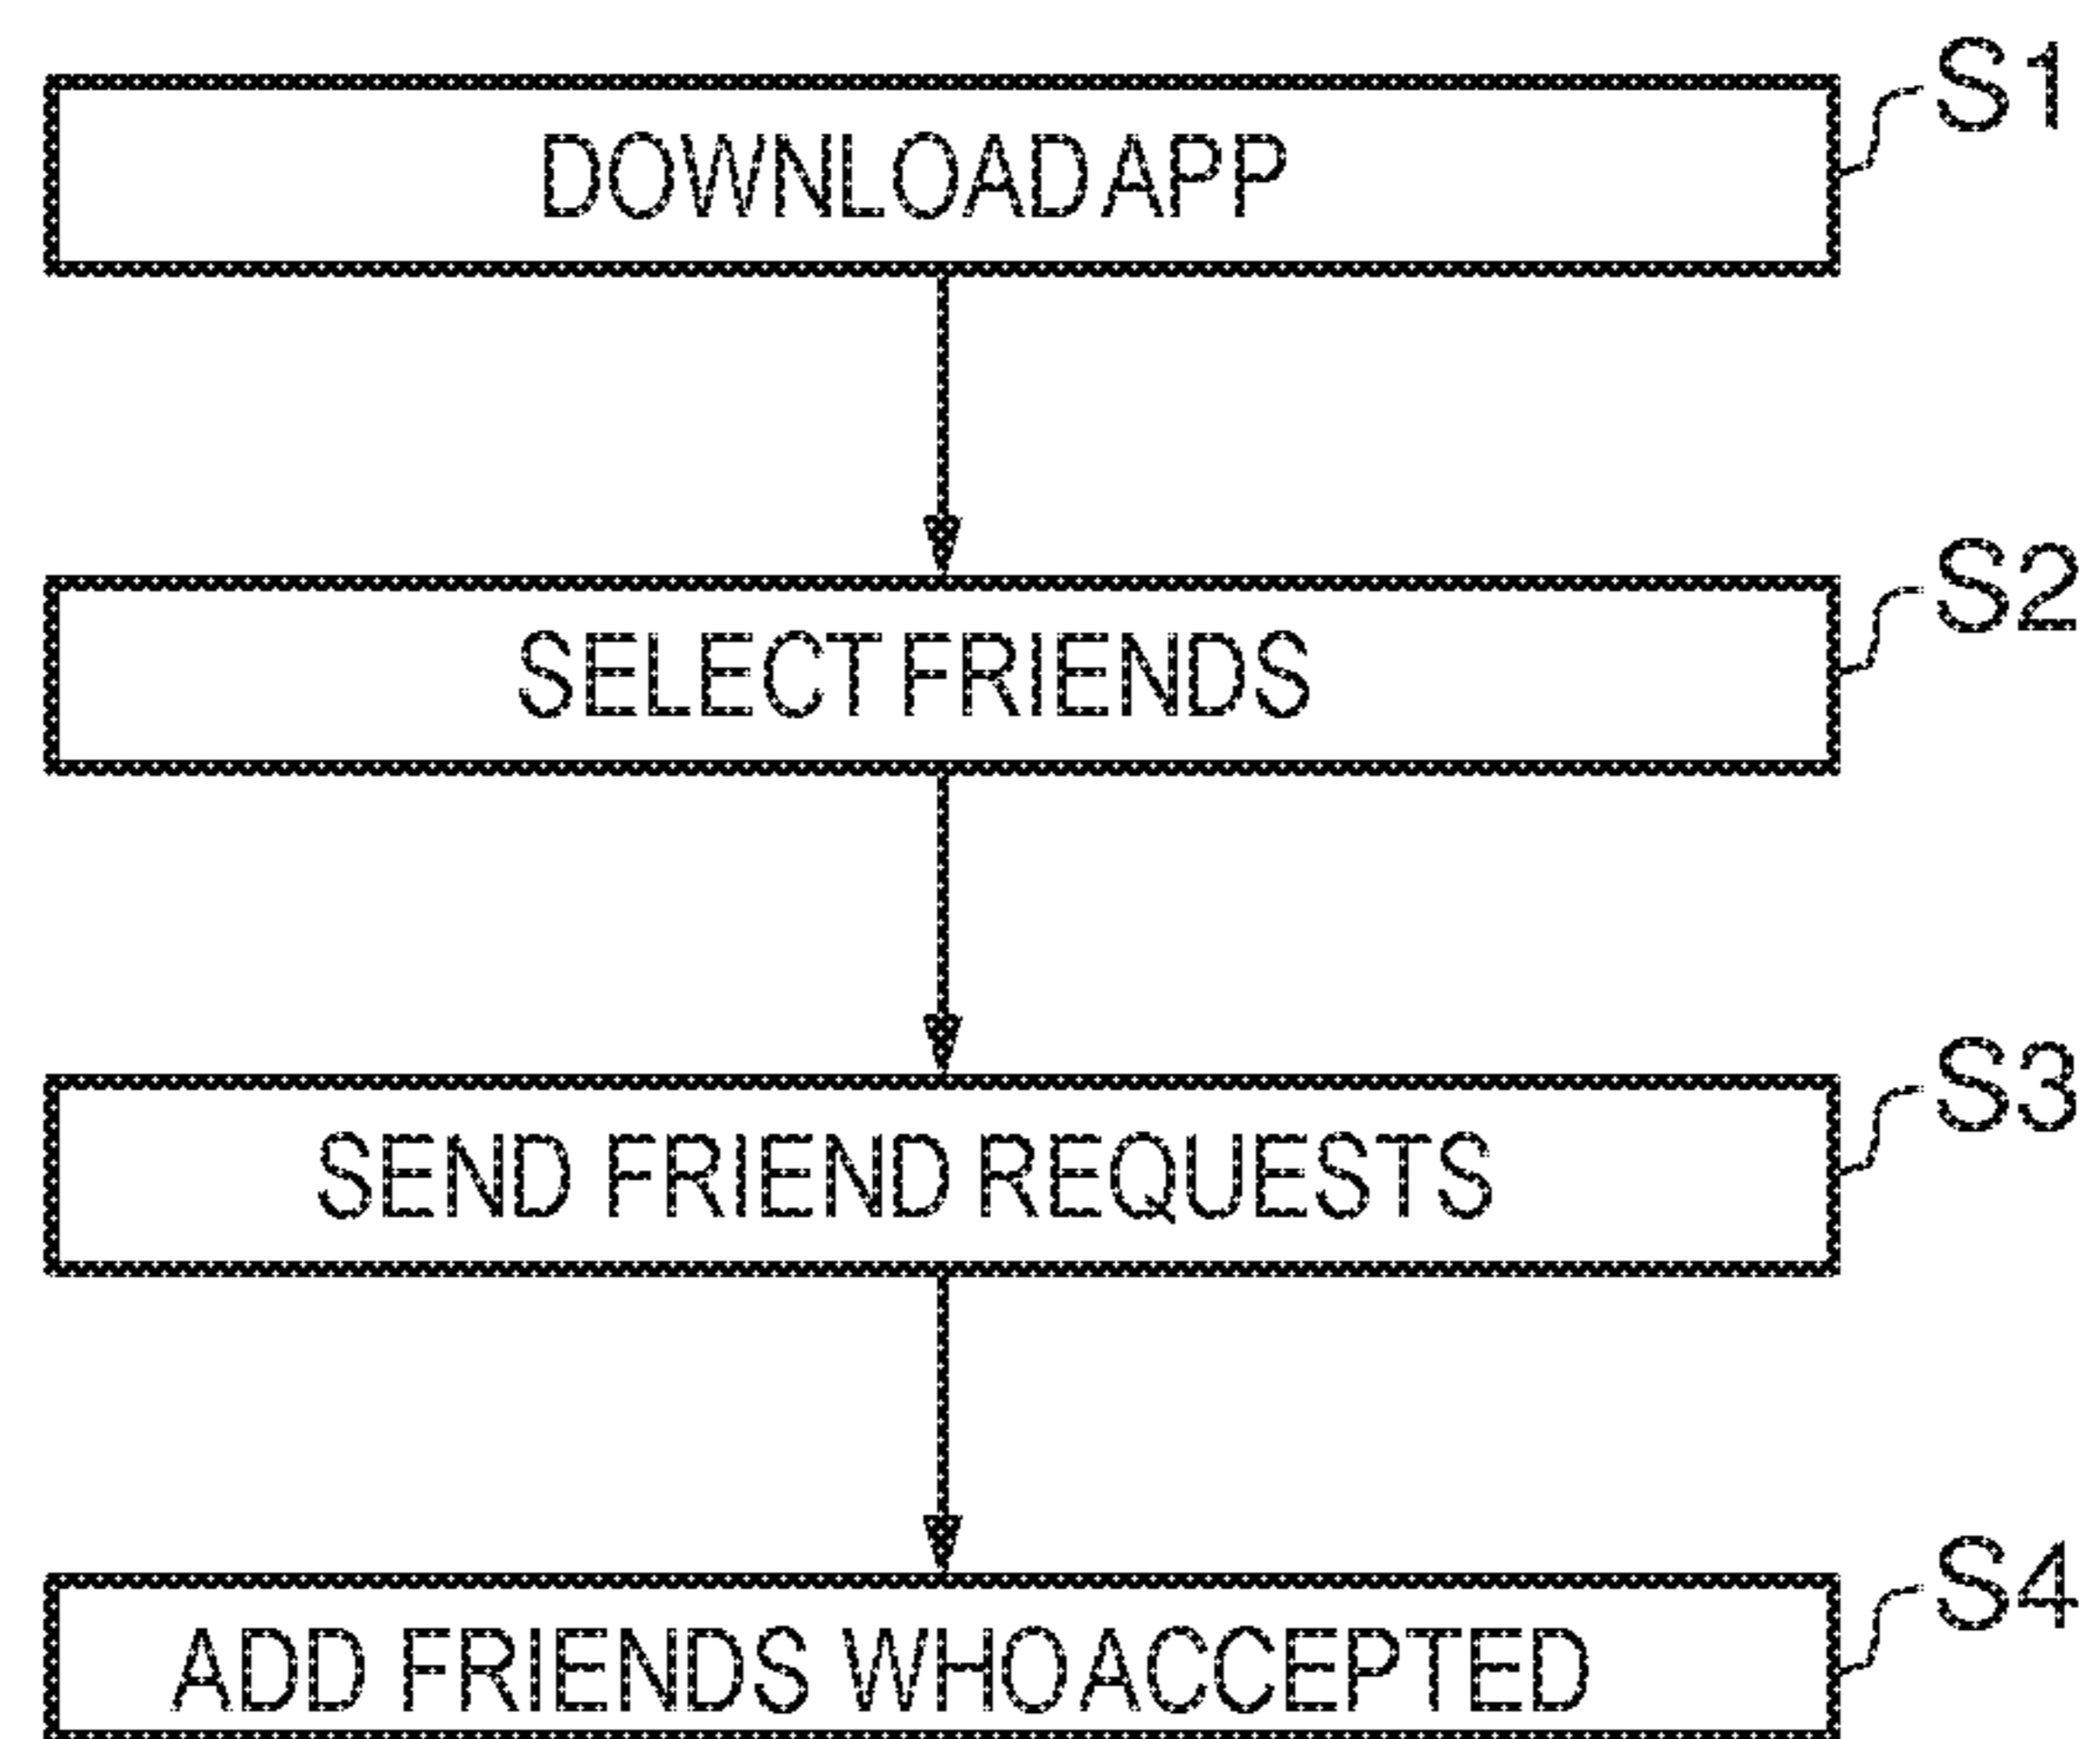 S1
DOWNLOAD APP
S2
SELECT FRIENDS
S3
SEND FRIEND REQUESTS
S4
ADD FRIENDS WHO ACCEPTED